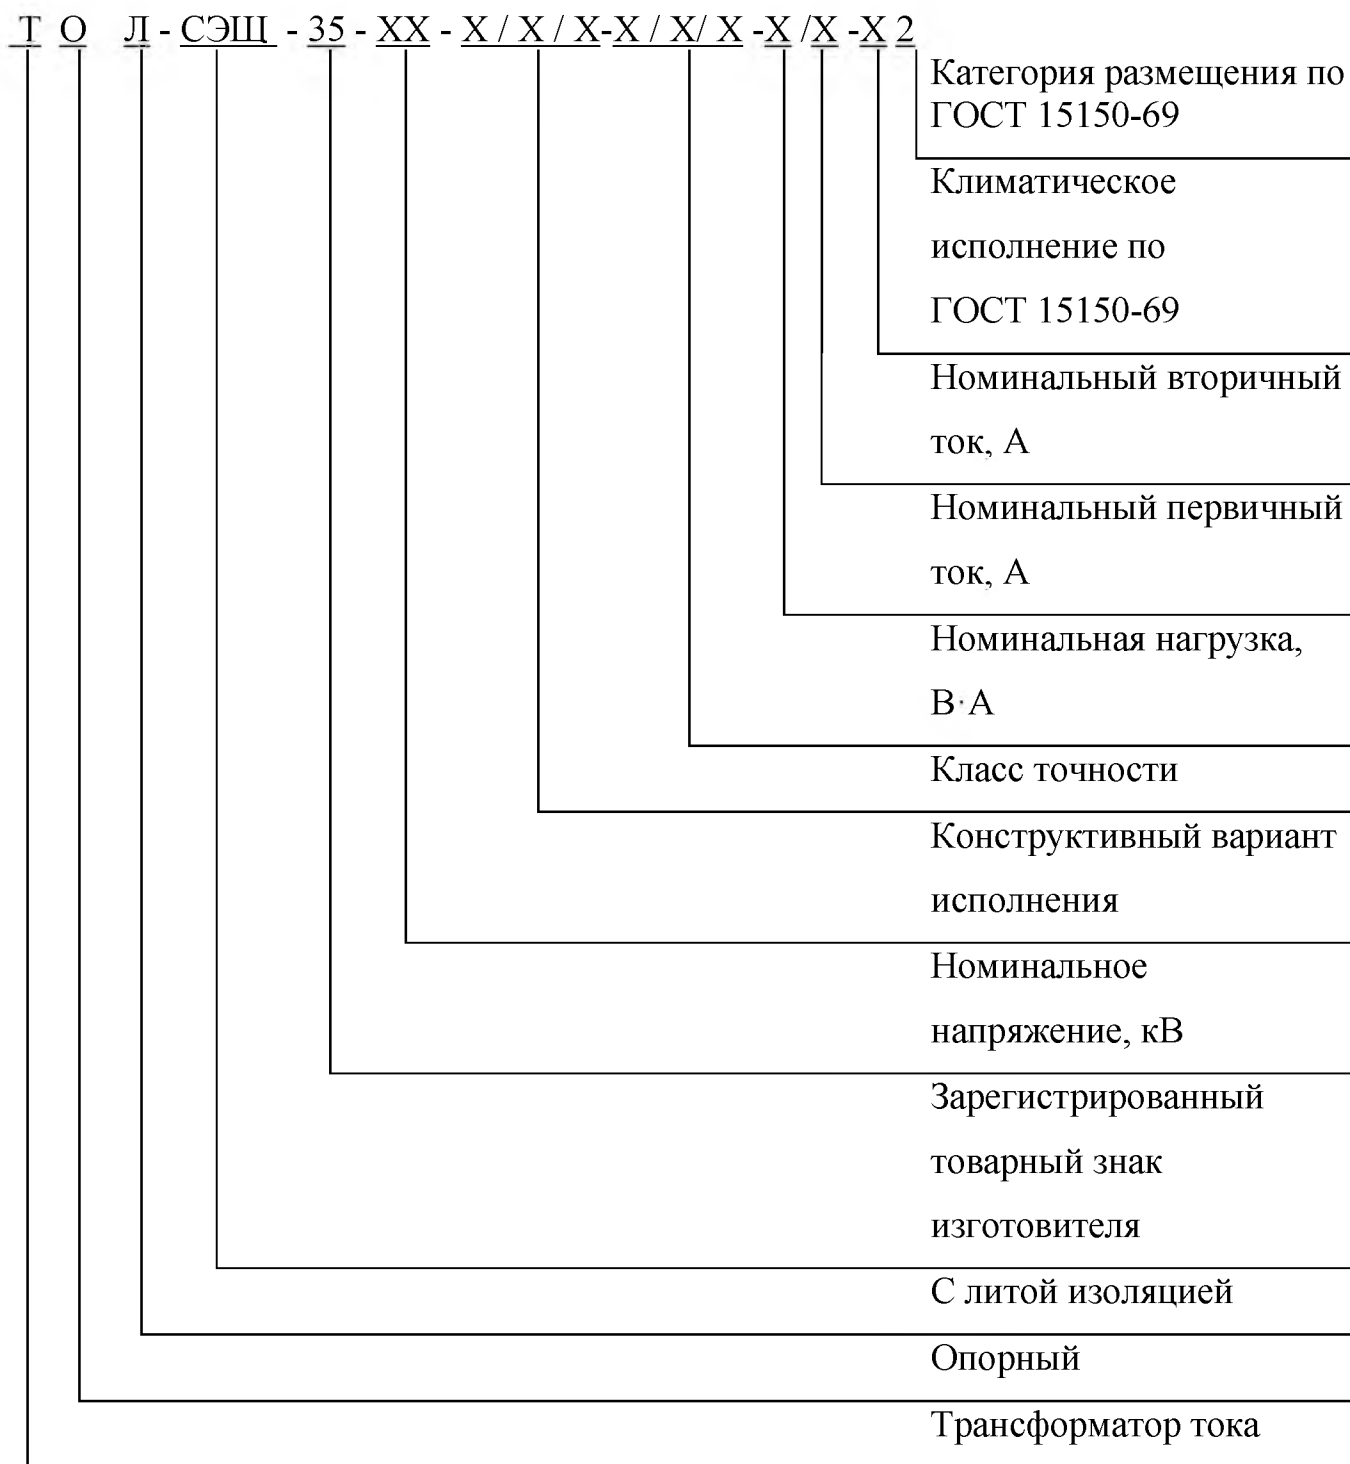 Т О Л - СЭЩ - 35 - ХХ - Х / Х / Х-Х / Х/ Х -Х /Х -Х 2
Категория размещения по
ГОСТ 15150-69
Климатическое
исполнение по
ГОСТ 15150-69
Номинальный вторичный
ток, А
Номинальный первичный
ток, А
Номинальная нагрузка,
В·А
Класс точности
Конструктивный вариант
исполнения
Номинальное
напряжение, кВ
Зарегистрированный
товарный знак
изготовителя
С литой изоляцией
Опорный
Трансформатор тока